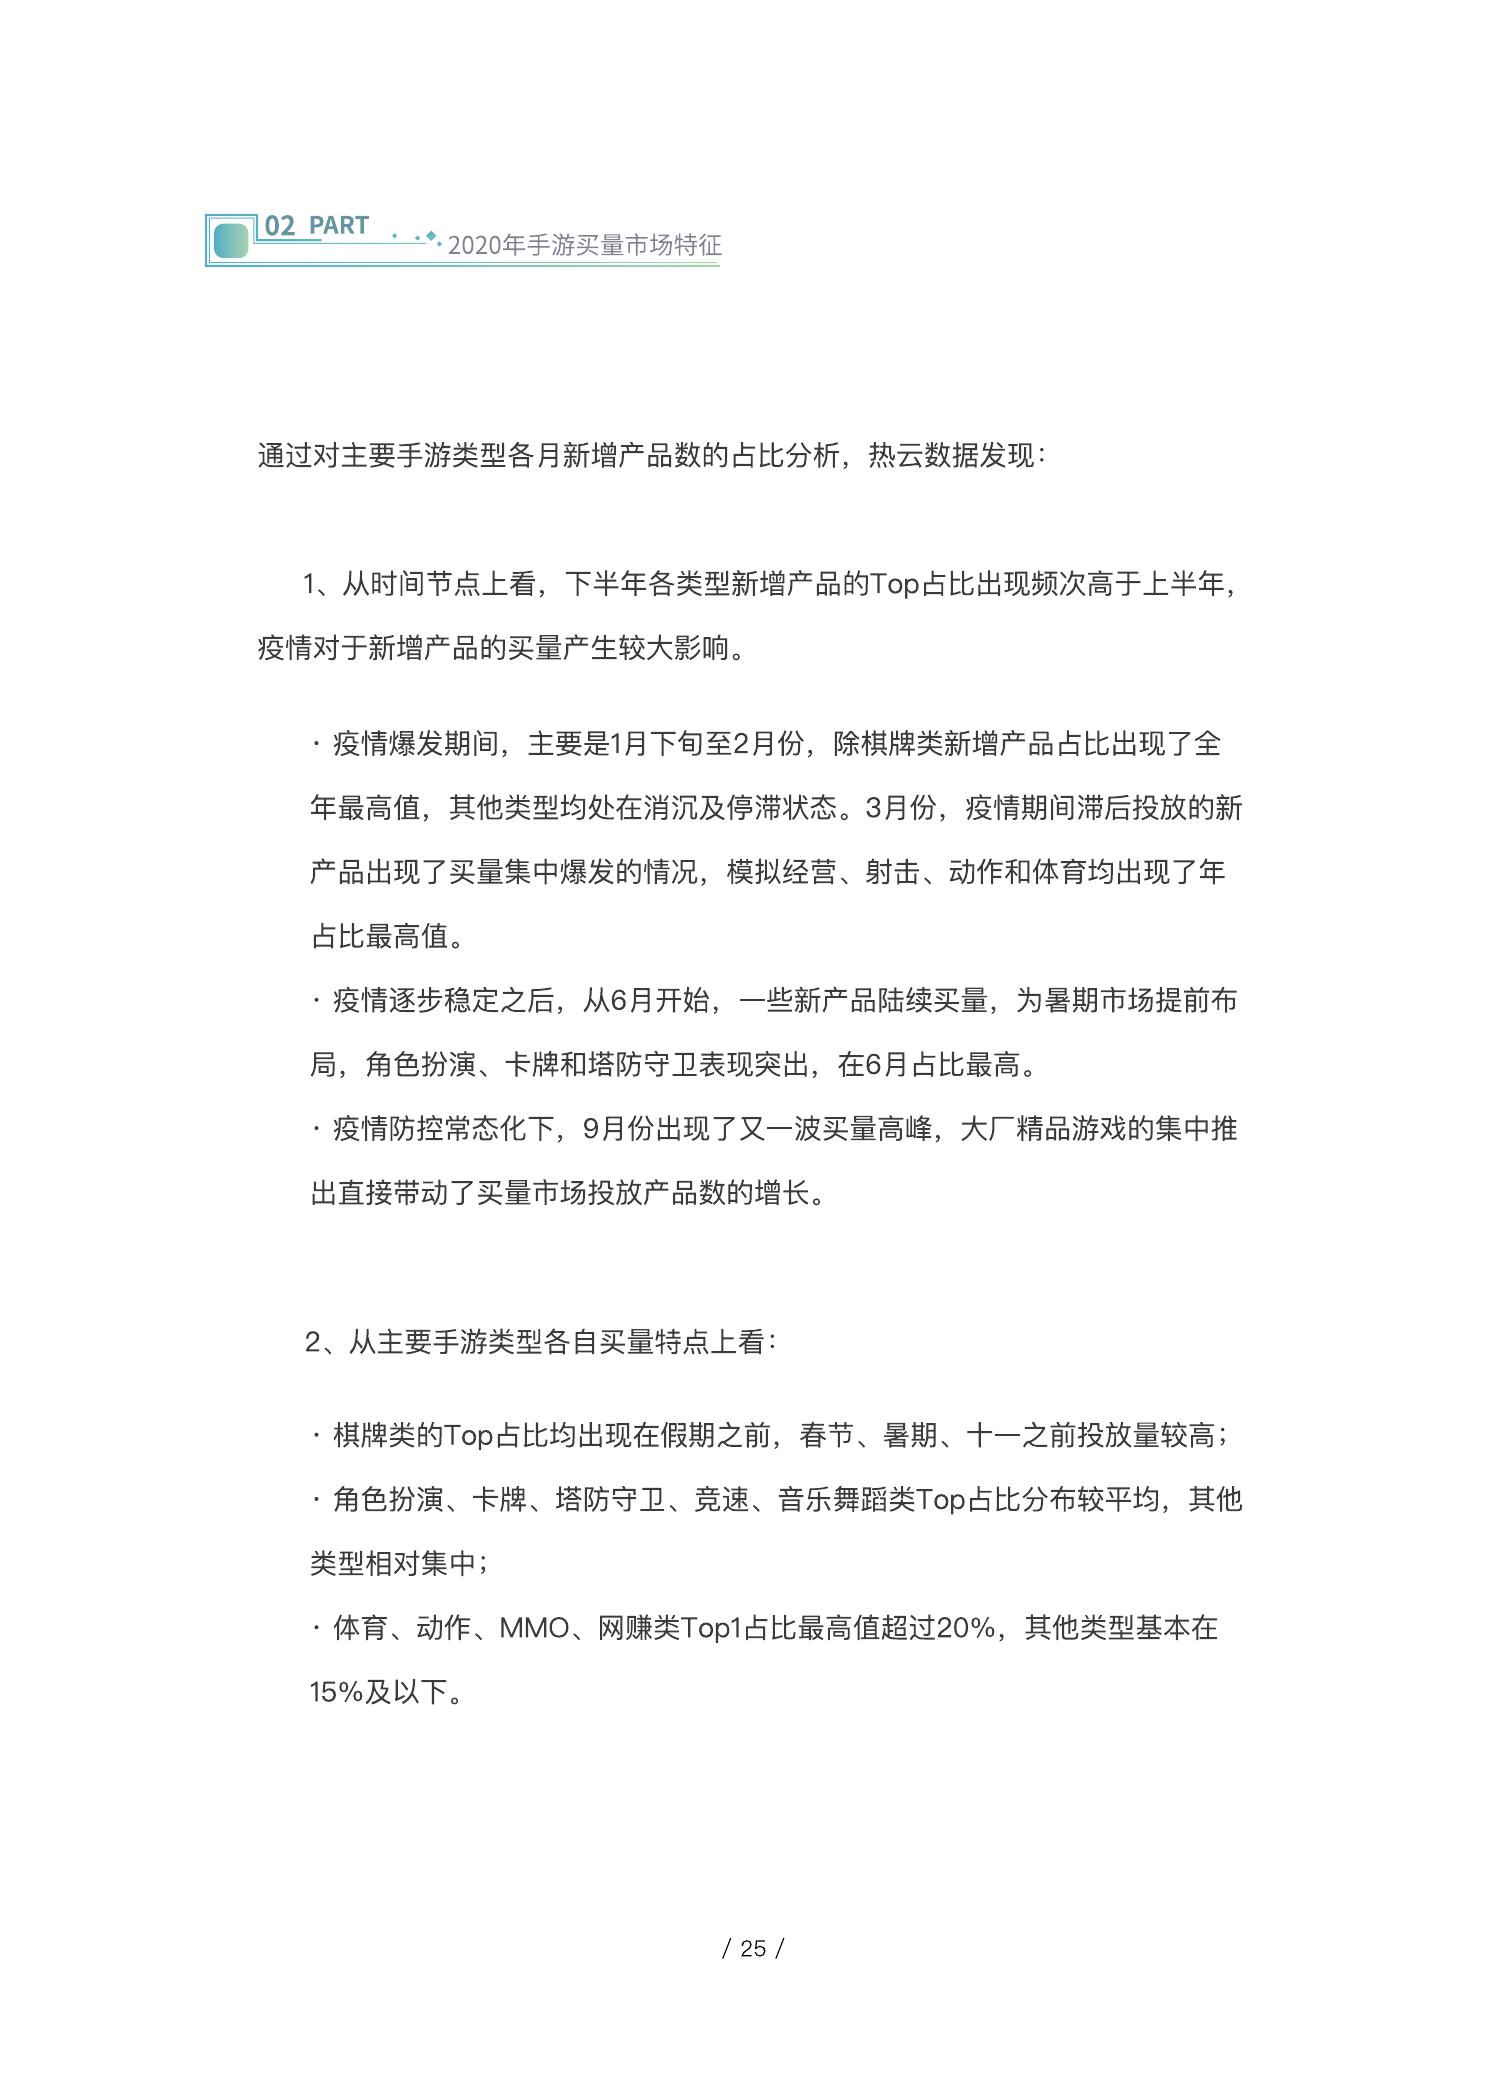 02 PART
2020年手游买量市场特征
通过对主要手游类型各月新增产品数的占比分析，热云数据发现：
1、从时间节点上看，下半年各类型新增产品的Top占比出现频次高于上半年，
疫情对于新增产品的买量产生较大影响。
· 疫情爆发期间，主要是1月下旬至2月份，除棋牌类新增产品占比出现了全
年最高值，其他类型均处在消沉及停滞状态。3月份，疫情期间滞后投放的新
产品出现了买量集中爆发的情况，模拟经营、射击、动作和体育均出现了年
占比最高值。
· 疫情逐步稳定之后，从6月开始，一些新产品陆续买量，为暑期市场提前布
局，角色扮演、卡牌和塔防守卫表现突出，在6月占比最高。
· 疫情防控常态化下，9月份出现了又一波买量高峰，大厂精品游戏的集中推
出直接带动了买量市场投放产品数的增长。
2、从主要手游类型各自买量特点上看：
· 棋牌类的Top占比均出现在假期之前，春节、暑期、十一之前投放量较高；
· 角色扮演、卡牌、塔防守卫、竞速、音乐舞蹈类Top占比分布较平均，其他
类型相对集中；
· 体育、动作、MMO、网赚类Top1占比最高值超过20%，其他类型基本在
15%及以下。
/ 25 /